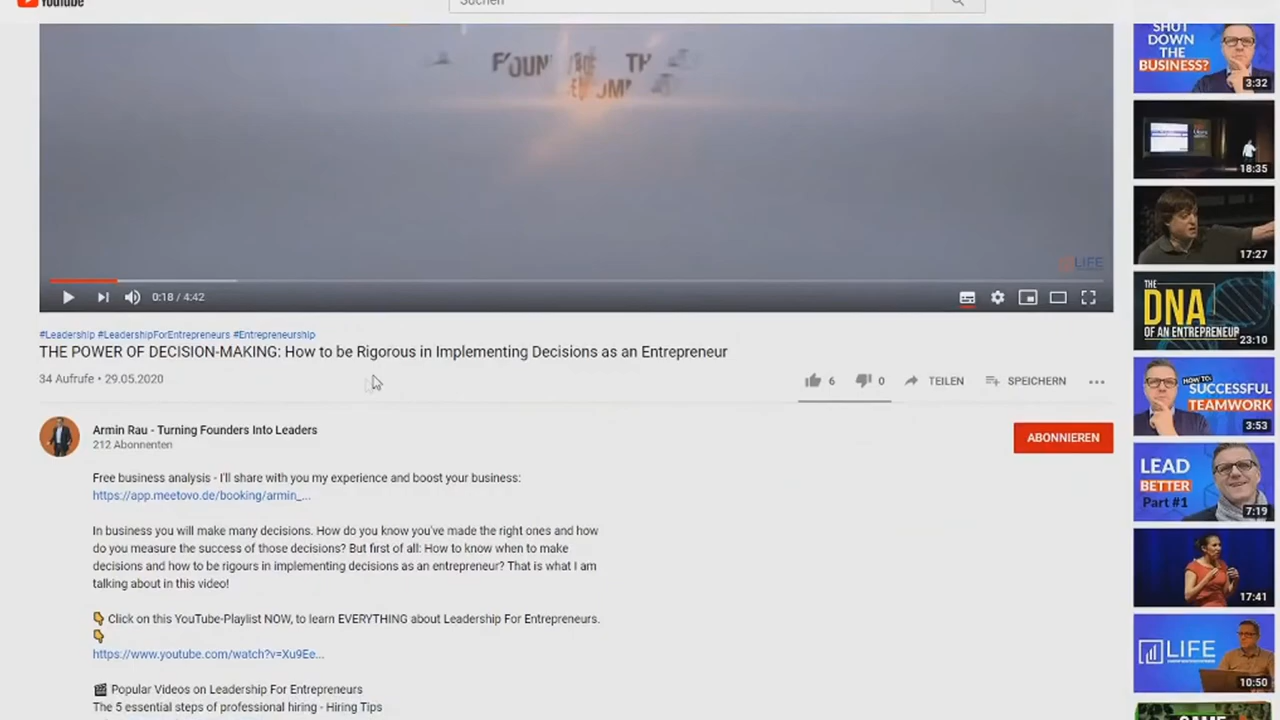 YouTube
Suchen
LIFE
0:18 / 4:42
#Leadership #LeadershipForEntrepreneurs #Entrepreneurship
THE POWER OF DECISION-MAKING: How to be Rigorous in Implementing Decisions as an Entrepreneur
34 Aufrufe • 29.05.2020
6
0
TEILEN
SPEICHERN
Armin Rau - Turning Founders Into Leaders
212 Abonnenten
ABONNIEREN
Free business analysis - I'll share with you my experience and boost your business:
https://app.meetovo.de/booking/armin_...
In business you will make many decisions. How do you know you've made the right ones and how
do you measure the success of those decisions? But first of all: How to know when to make
decisions and how to be rigours in implementing decisions as an entrepreneur? That is what I am
talking about in this video!
Click on this YouTube-Playlist NOW, to learn EVERYTHING about Leadership For Entrepreneurs.
https://www.youtube.com/watch?v=Xu9Ee...
Popular Videos on Leadership For Entrepreneurs
The 5 essential steps of professional hiring - Hiring Tips
SHUT
DOWN
THE
BUSINESS?
3:32
18:35
17:27
THE
DNA
OF AN ENTREPRENEUR
23:10
HOW TO:
SUCCESSFUL
TEAMWORK
3:53
LEAD
BETTER
Part #1
7:19
17:41
LIFE
10:50